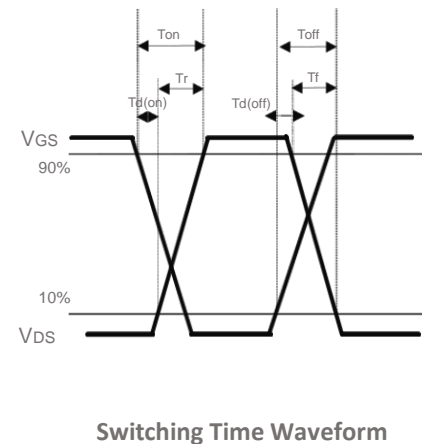 Ton Toff
Tr Tf
Td(on) Td(off)
VGS
90%
10%
VDS
Switching Time Waveform